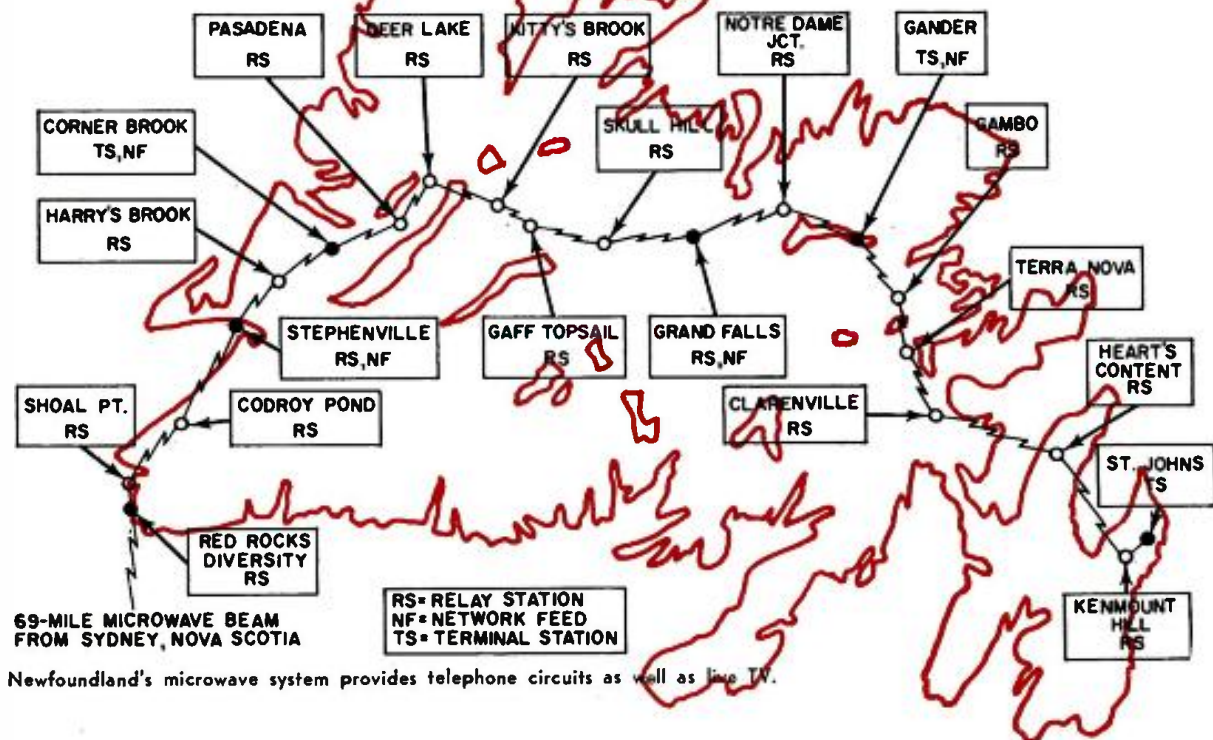 PASADENA
RS
DEER LAKE
RS
KITTY'S BROOK
RS
NOTRE DAME
JCT.
RS
GANDER
TS,NF
CORNER BROOK
TS,NF
SKULL HILL
RS
GAMBO
RS
HARRY'S BROOK
RS
TERRA NOVA
RS
STEPHENVILLE
RS,NF
GAFF TOPSAIL
RS
GRAND FALLS
RS,NF
HEART'S
CONTENT
RS
SHOAL PT.
RS
CODROY POND
RS
CLARENVILLE
RS
ST. JOHNS
TS
RED ROCKS
DIVERSITY
RS
KENMOUNT
HILL
RS
RS= RELAY STATION
NF= NETWORK FEED
TS= TERMINAL STATION
69-MILE MICROWAVE BEAM
FROM SYDNEY, NOVA SCOTIA
Newfoundland's microwave system provides telephone circuits as well as live TV.